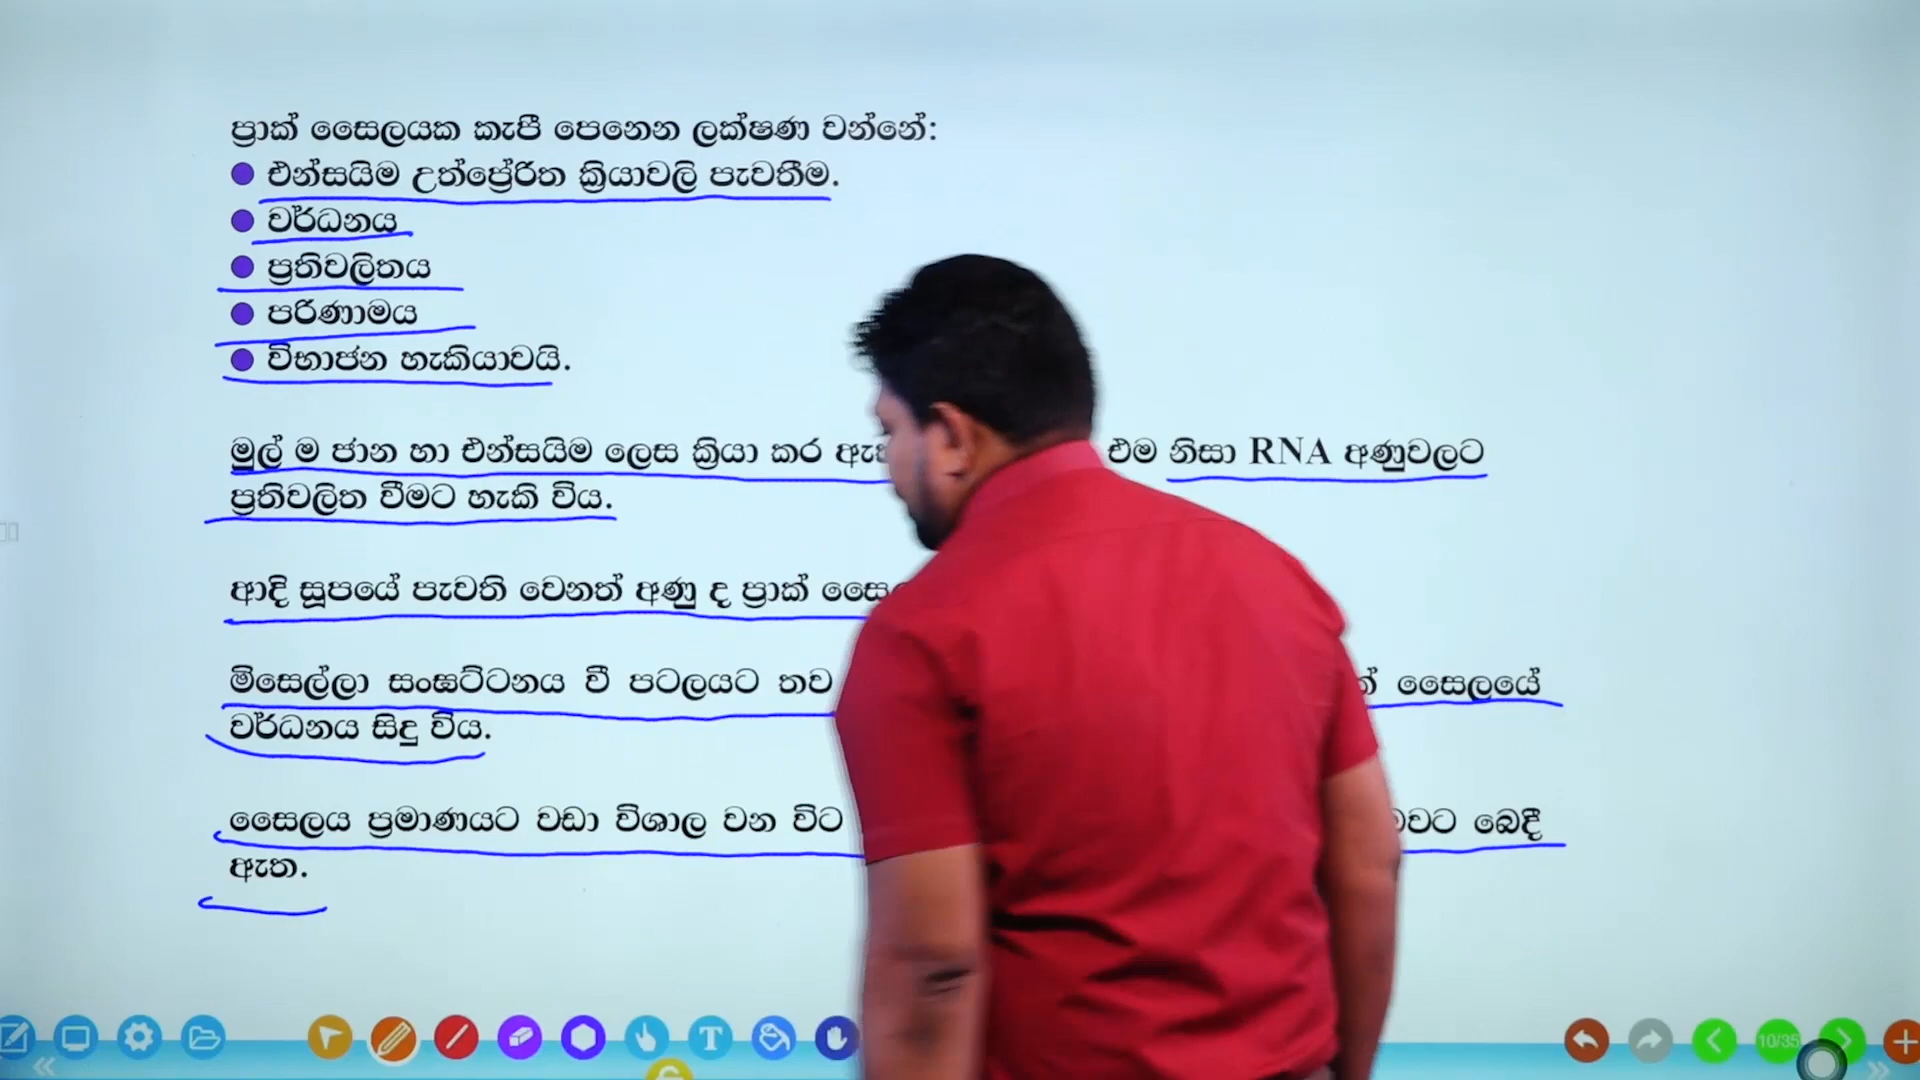 ප්‍රාක් සෛලයක කැපී පෙනෙන ලක්ෂණ වන්නේ:
● එන්සයිම උත්ප්‍රේරිත ක්‍රියාවලි පැවතීම.
● වර්ධනය
● ප්‍රතිවලිතය
● පරිණාමය
● විභාජන හැකියාවයි.
මුල් ම ජාන හා එන්සයිම ලෙස ක්‍රියා කර එම නිසා RNA අණුවලට
ප්‍රතිවලිත වීමට හැකි විය.
ආදි සූපයේ පැවති වෙනත් අණු ද ප්‍රාක්
මිසෙල්ලා සංඝට්ටනය වී පටලයට තව සෛලයේ
වර්ධනය සිදු විය.
සෛලය ප්‍රමාණයට වඩා විශාල වන විට බෙදී
ඇත.
10/35